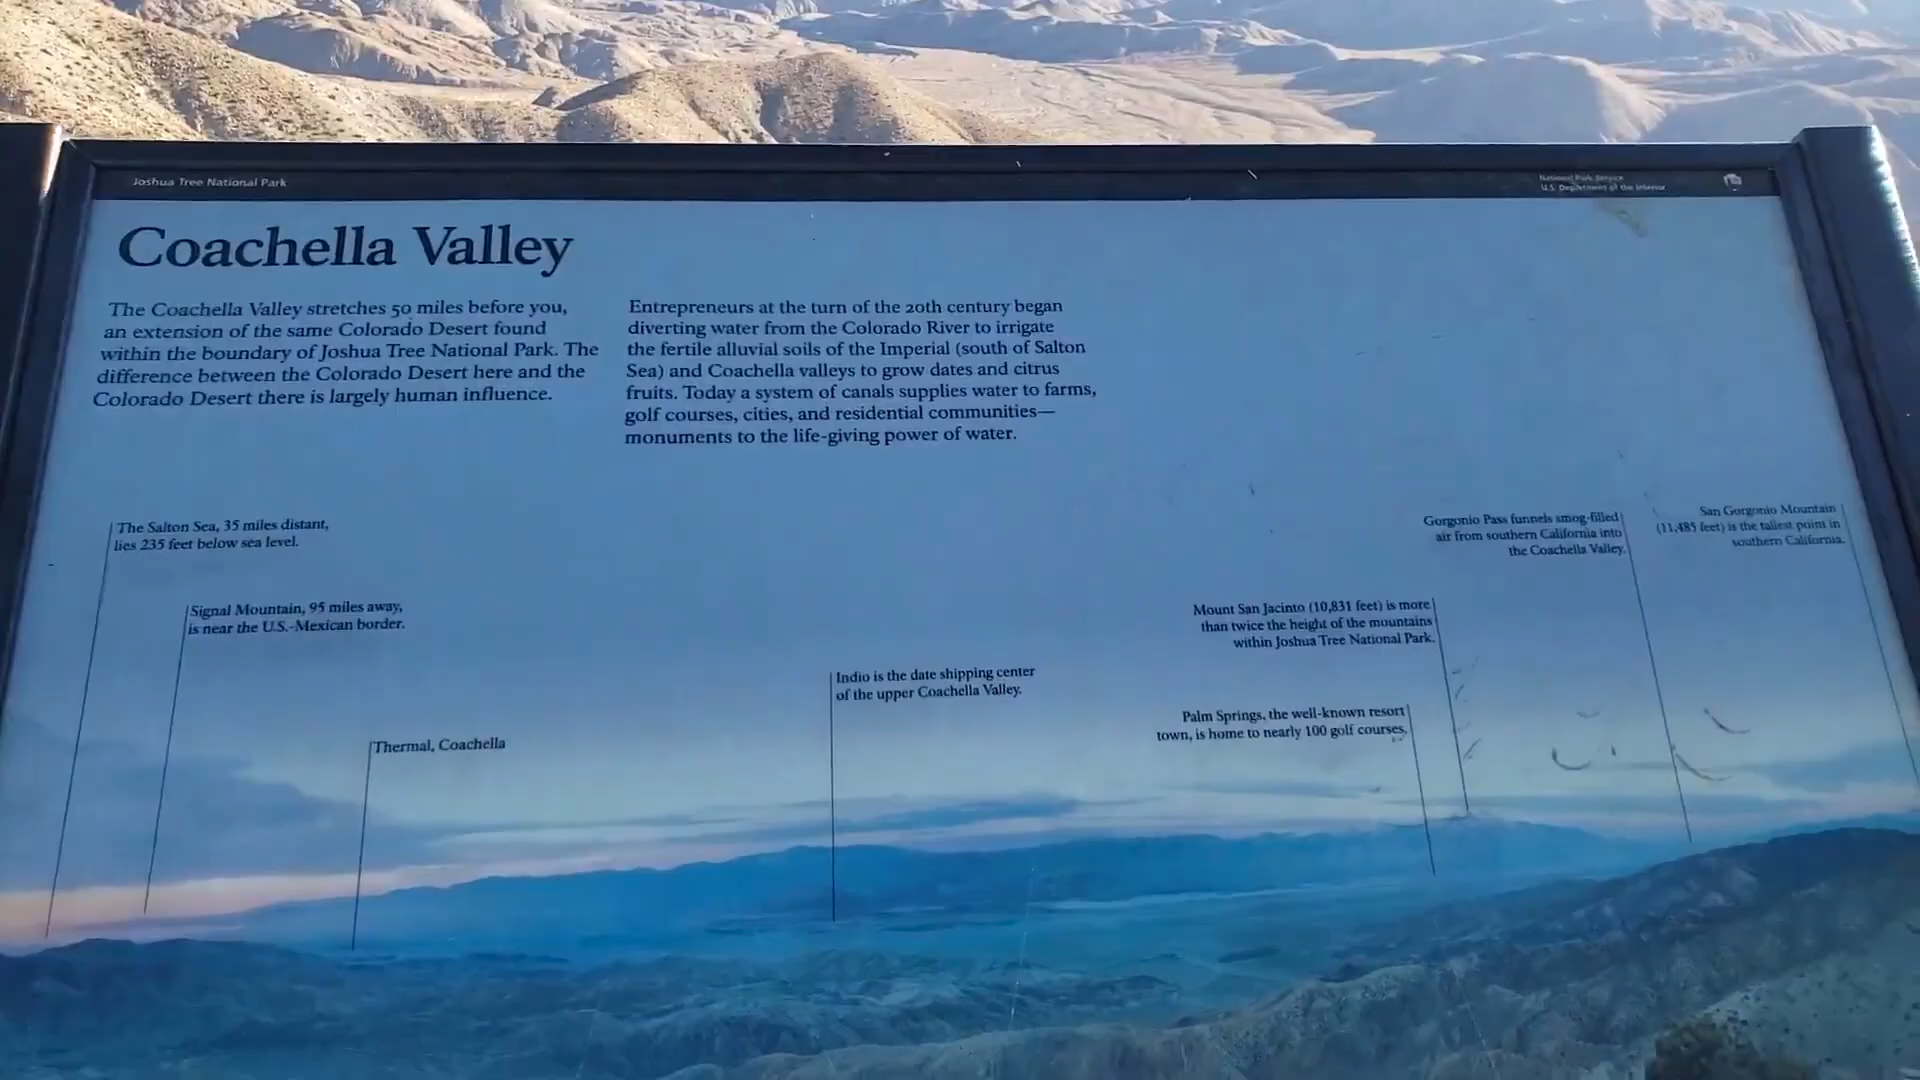 Joshua Tree National Park
National Park Service
U.S. Department of the Interior
Coachella Valley
The Coachella Valley stretches 50 miles before you,
an extension of the same Colorado Desert found
within the boundary of Joshua Tree National Park. The
difference between the Colorado Desert here and the
Colorado Desert there is largely human influence.
Entrepreneurs at the turn of the 20th century began
diverting water from the Colorado River to irrigate
the fertile alluvial soils of the Imperial (south of Salton
Sea) and Coachella valleys to grow dates and citrus
fruits. Today a system of canals supplies water to farms,
golf courses, cities, and residential communities—
monuments to the life-giving power of water.
The Salton Sea, 35 miles distant,
lies 235 feet below sea level.
Signal Mountain, 95 miles away,
is near the U.S.-Mexican border.
Thermal, Coachella
Indio is the date shipping center
of the upper Coachella Valley.
Palm Springs, the well-known resort
town, is home to nearly 100 golf courses.
Mount San Jacinto (10,831 feet) is more
than twice the height of the mountains
within Joshua Tree National Park.
Gorgonio Pass funnels smog-filled
air from southern California into
the Coachella Valley.
San Gorgonio Mountain
(11,485 feet) is the tallest point in
southern California.